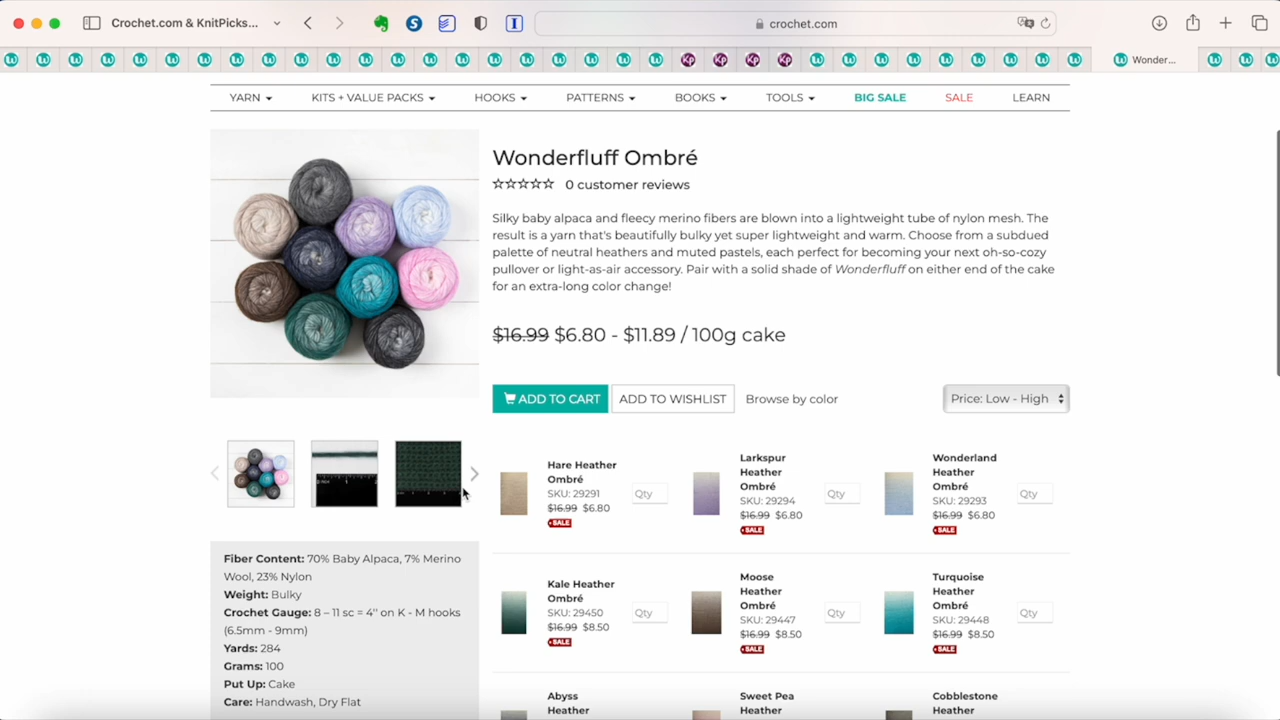 Crochet.com & KnitPicks...
crochet.com
Wonder...
YARN
KITS + VALUE PACKS
HOOKS
PATTERNS
BOOKS
TOOLS
BIG SALE
SALE
LEARN
Wonderfluff Ombré
0 customer reviews
Silky baby alpaca and fleecy merino fibers are blown into a lightweight tube of nylon mesh. The
result is a yarn that's beautifully bulky yet super lightweight and warm. Choose from a subdued
palette of neutral heathers and muted pastels, each perfect for becoming your next oh-so-cozy
pullover or light-as-air accessory. Pair with a solid shade of Wonderfluff on either end of the cake
for an extra-long color change!
$16.99 $6.80 - $11.89 / 100g cake
ADD TO CART
ADD TO WISHLIST
Browse by color
Price: Low - High
Hare Heather
Ombré
SKU: 29291
$16.99 $6.80
SALE
Qty
Larkspur
Heather
Ombré
SKU: 29294
$16.99 $6.80
SALE
Qty
Wonderland
Heather
Ombré
SKU: 29293
$16.99 $6.80
SALE
Qty
Kale Heather
Ombré
SKU: 29450
$16.99 $8.50
SALE
Qty
Moose
Heather
Ombré
SKU: 29447
$16.99 $8.50
SALE
Qty
Turquoise
Heather
Ombré
SKU: 29448
$16.99 $8.50
SALE
Qty
Abyss
Heather
Sweet Pea
Heather
Cobblestone
Heather
Fiber Content: 70% Baby Alpaca, 7% Merino
Wool, 23% Nylon
Weight: Bulky
Crochet Gauge: 8 – 11 sc = 4'' on K - M hooks
(6.5mm - 9mm)
Yards: 284
Grams: 100
Put Up: Cake
Care: Handwash, Dry Flat